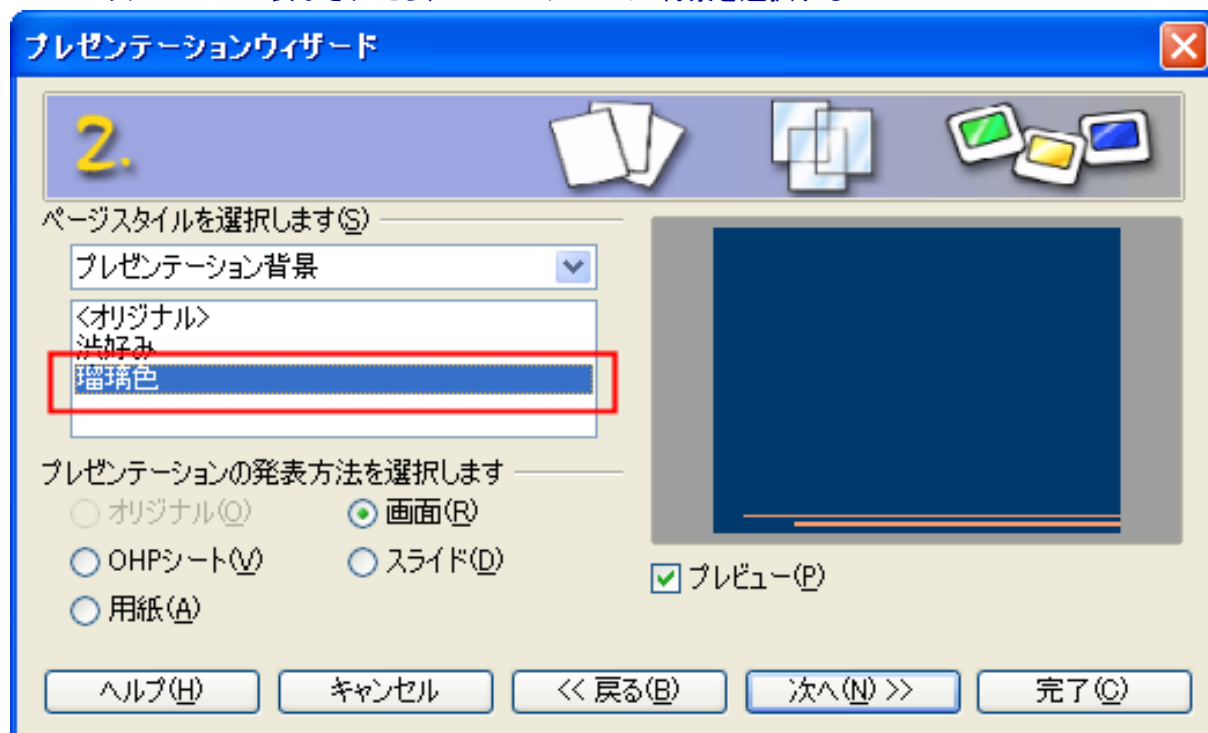 プレゼンテーションウィザード
2.
ページスタイルを選択します(S)
プレゼンテーション背景
<オリジナル>
渋好み
瑠璃色
プレゼンテーションの発表方法を選択します
オリジナル(O) 画面(R)
OHPシート(V) スライド(D)
プレビュー(P)
用紙(A)
ヘルプ(H) キャンセル << 戻る(B) 次へ(N) >> 完了(C)